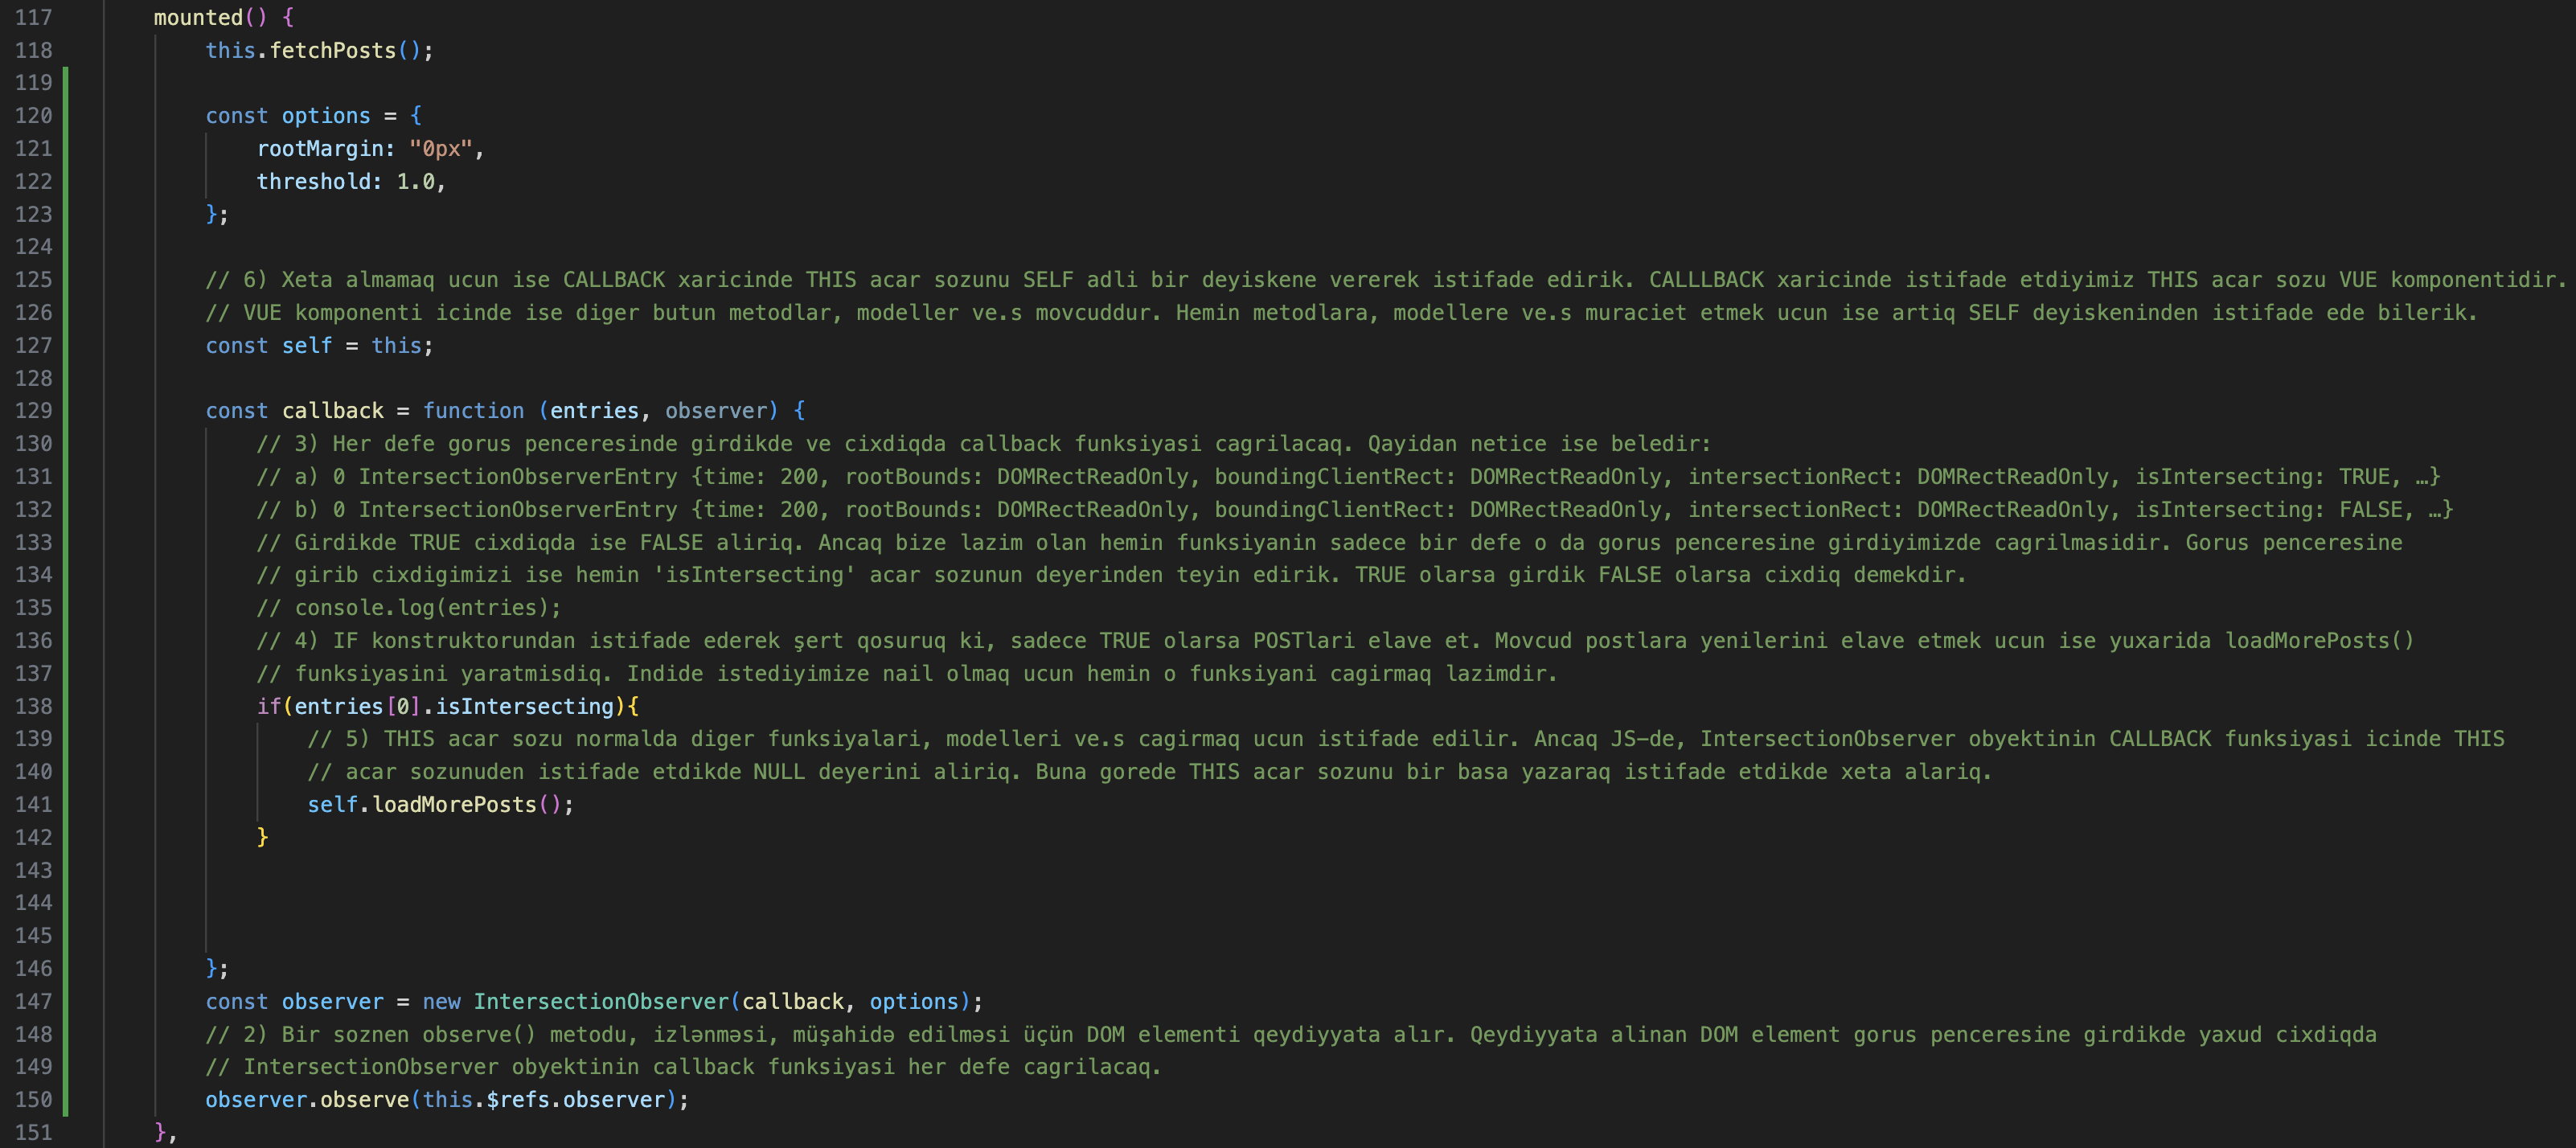 117 mounted() {
118 this.fetchPosts();
119
120 const options = {
121 rootMargin: "0px",
122 threshold: 1.0,
123 };
124
125 // 6) Xeta almamaq ucun ise CALLBACK xaricinde THIS acar sozunu SELF adli bir deyiskene vererek istifade edirik. CALLLBACK xaricinde istifade etdiyimiz THIS acar sozu VUE komponentidir.
126 // VUE komponenti icinde ise diger butun metodlar, modeller ve.s movcuddur. Hemin metodlara, modellere ve.s muraciet etmek ucun ise artiq SELF deyiskeninden istifade ede bilerik.
127 const self = this;
128
129 const callback = function (entries, observer) {
130 // 3) Her defe gorus penceresinde girdikde ve cixdiqda callback funksiyasi cagrilacaq. Qayidan netice ise beledir:
131 // a) 0 IntersectionObserverEntry {time: 200, rootBounds: DOMRectReadOnly, boundingClientRect: DOMRectReadOnly, intersectionRect: DOMRectReadOnly, isIntersecting: TRUE, …}
132 // b) 0 IntersectionObserverEntry {time: 200, rootBounds: DOMRectReadOnly, boundingClientRect: DOMRectReadOnly, intersectionRect: DOMRectReadOnly, isIntersecting: FALSE, …}
133 // Girdikde TRUE cixdiqda ise FALSE aliriq. Ancaq bize lazim olan hemin funksiyanin sadece bir defe o da gorus penceresine girdiyimizde cagrilmasidir. Gorus penceresine
134 // girib cixdigimizi ise hemin 'isIntersecting' acar sozunun deyerinden teyin edirik. TRUE olarsa girdik FALSE olarsa cixdiq demekdir.
135 // console.log(entries);
136 // 4) IF konstruktorundan istifade ederek şert qosuruq ki, sadece TRUE olarsa POSTlari elave et. Movcud postlara yenilerini elave etmek ucun ise yuxarida loadMorePosts()
137 // funksiyasini yaratmisdiq. Indide istediyimize nail olmaq ucun hemin o funksiyani cagirmaq lazimdir.
138 if(entries[0].isIntersecting){
139 // 5) THIS acar sozu normalda diger funksiyalari, modelleri ve.s cagirmaq ucun istifade edilir. Ancaq JS-de, IntersectionObserver obyektinin CALLBACK funksiyasi icinde THIS
140 // acar sozunuden istifade etdikde NULL deyerini aliriq. Buna gorede THIS acar sozunu bir basa yazaraq istifade etdikde xeta alariq.
141 self.loadMorePosts();
142 }
143
144
145
146 };
147 const observer = new IntersectionObserver(callback, options);
148 // 2) Bir soznen observe() metodu, izlənməsi, müşahidə edilməsi üçün DOM elementi qeydiyyata alır. Qeydiyyata alinan DOM element gorus penceresine girdikde yaxud cixdiqda
149 // IntersectionObserver obyektinin callback funksiyasi her defe cagrilacaq.
150 observer.observe(this.$refs.observer);
151 },